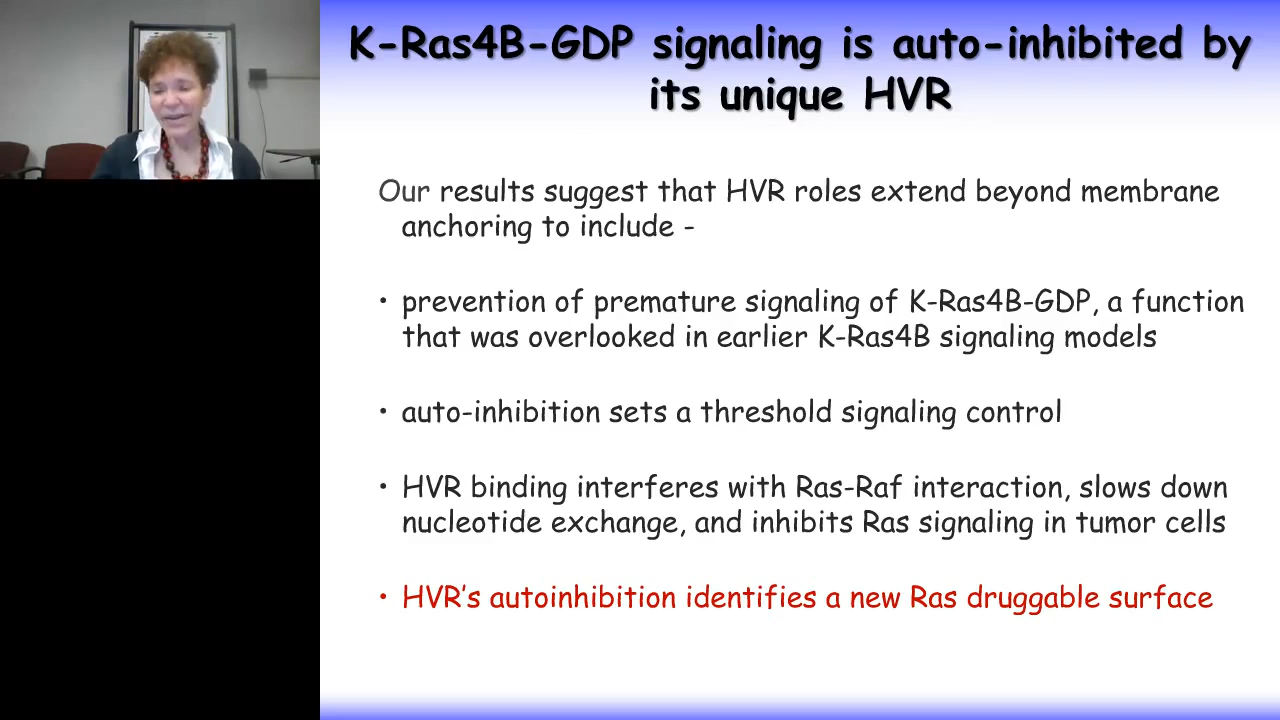 K-Ras4B-GDP signaling is auto-inhibited by
its unique HVR
Our results suggest that HVR roles extend beyond membrane
anchoring to include -
• prevention of premature signaling of K-Ras4B-GDP, a function
that was overlooked in earlier K-Ras4B signaling models
• auto-inhibition sets a threshold signaling control
• HVR binding interferes with Ras-Raf interaction, slows down
nucleotide exchange, and inhibits Ras signaling in tumor cells
• HVR's autoinhibition identifies a new Ras druggable surface